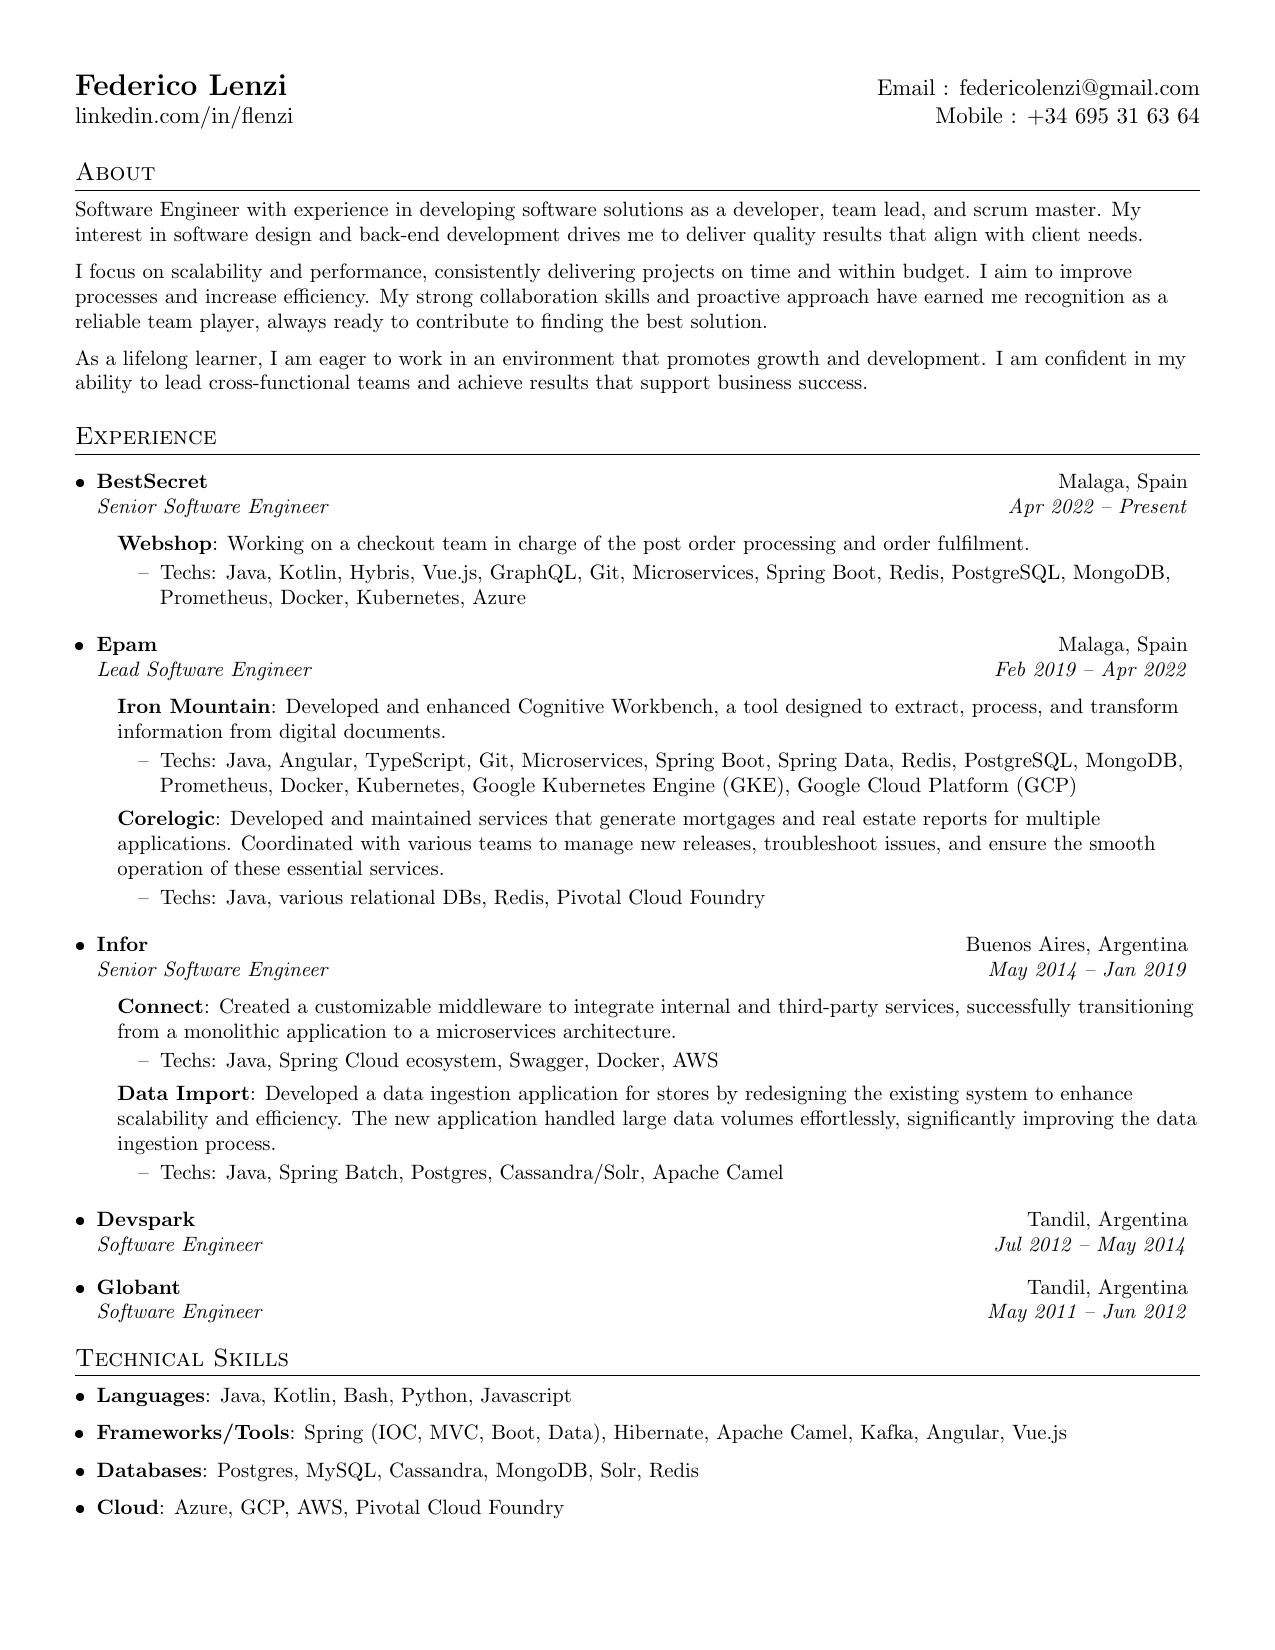 Federico Lenzi
Email : federicolenzi@gmail.com
linkedin.com/in/flenzi
Mobile : +34 695 31 63 64
About
Software Engineer with experience in developing software solutions as a developer, team lead, and scrum master. My
interest in software design and back-end development drives me to deliver quality results that align with client needs.
I focus on scalability and performance, consistently delivering projects on time and within budget. I aim to improve
processes and increase efficiency. My strong collaboration skills and proactive approach have earned me recognition as a
reliable team player, always ready to contribute to finding the best solution.
As a lifelong learner, I am eager to work in an environment that promotes growth and development. I am confident in my
ability to lead cross-functional teams and achieve results that support business success.
Experience
• BestSecret
Malaga, Spain
Senior Software Engineer
Apr 2022 – Present
Webshop: Working on a checkout team in charge of the post order processing and order fulfilment.
– Techs: Java, Kotlin, Hybris, Vue.js, GraphQL, Git, Microservices, Spring Boot, Redis, PostgreSQL, MongoDB,
Prometheus, Docker, Kubernetes, Azure
• Epam
Malaga, Spain
Lead Software Engineer
Feb 2019 – Apr 2022
Iron Mountain: Developed and enhanced Cognitive Workbench, a tool designed to extract, process, and transform
information from digital documents.
– Techs: Java, Angular, TypeScript, Git, Microservices, Spring Boot, Spring Data, Redis, PostgreSQL, MongoDB,
Prometheus, Docker, Kubernetes, Google Kubernetes Engine (GKE), Google Cloud Platform (GCP)
Corelogic: Developed and maintained services that generate mortgages and real estate reports for multiple
applications. Coordinated with various teams to manage new releases, troubleshoot issues, and ensure the smooth
operation of these essential services.
– Techs: Java, various relational DBs, Redis, Pivotal Cloud Foundry
• Infor
Buenos Aires, Argentina
Senior Software Engineer
May 2014 – Jan 2019
Connect: Created a customizable middleware to integrate internal and third-party services, successfully transitioning
from a monolithic application to a microservices architecture.
– Techs: Java, Spring Cloud ecosystem, Swagger, Docker, AWS
Data Import: Developed a data ingestion application for stores by redesigning the existing system to enhance
scalability and efficiency. The new application handled large data volumes effortlessly, significantly improving the data
ingestion process.
– Techs: Java, Spring Batch, Postgres, Cassandra/Solr, Apache Camel
• Devspark
Tandil, Argentina
Software Engineer
Jul 2012 – May 2014
• Globant
Tandil, Argentina
Software Engineer
May 2011 – Jun 2012
Technical Skills
• Languages: Java, Kotlin, Bash, Python, Javascript
• Frameworks/Tools: Spring (IOC, MVC, Boot, Data), Hibernate, Apache Camel, Kafka, Angular, Vue.js
• Databases: Postgres, MySQL, Cassandra, MongoDB, Solr, Redis
• Cloud: Azure, GCP, AWS, Pivotal Cloud Foundry